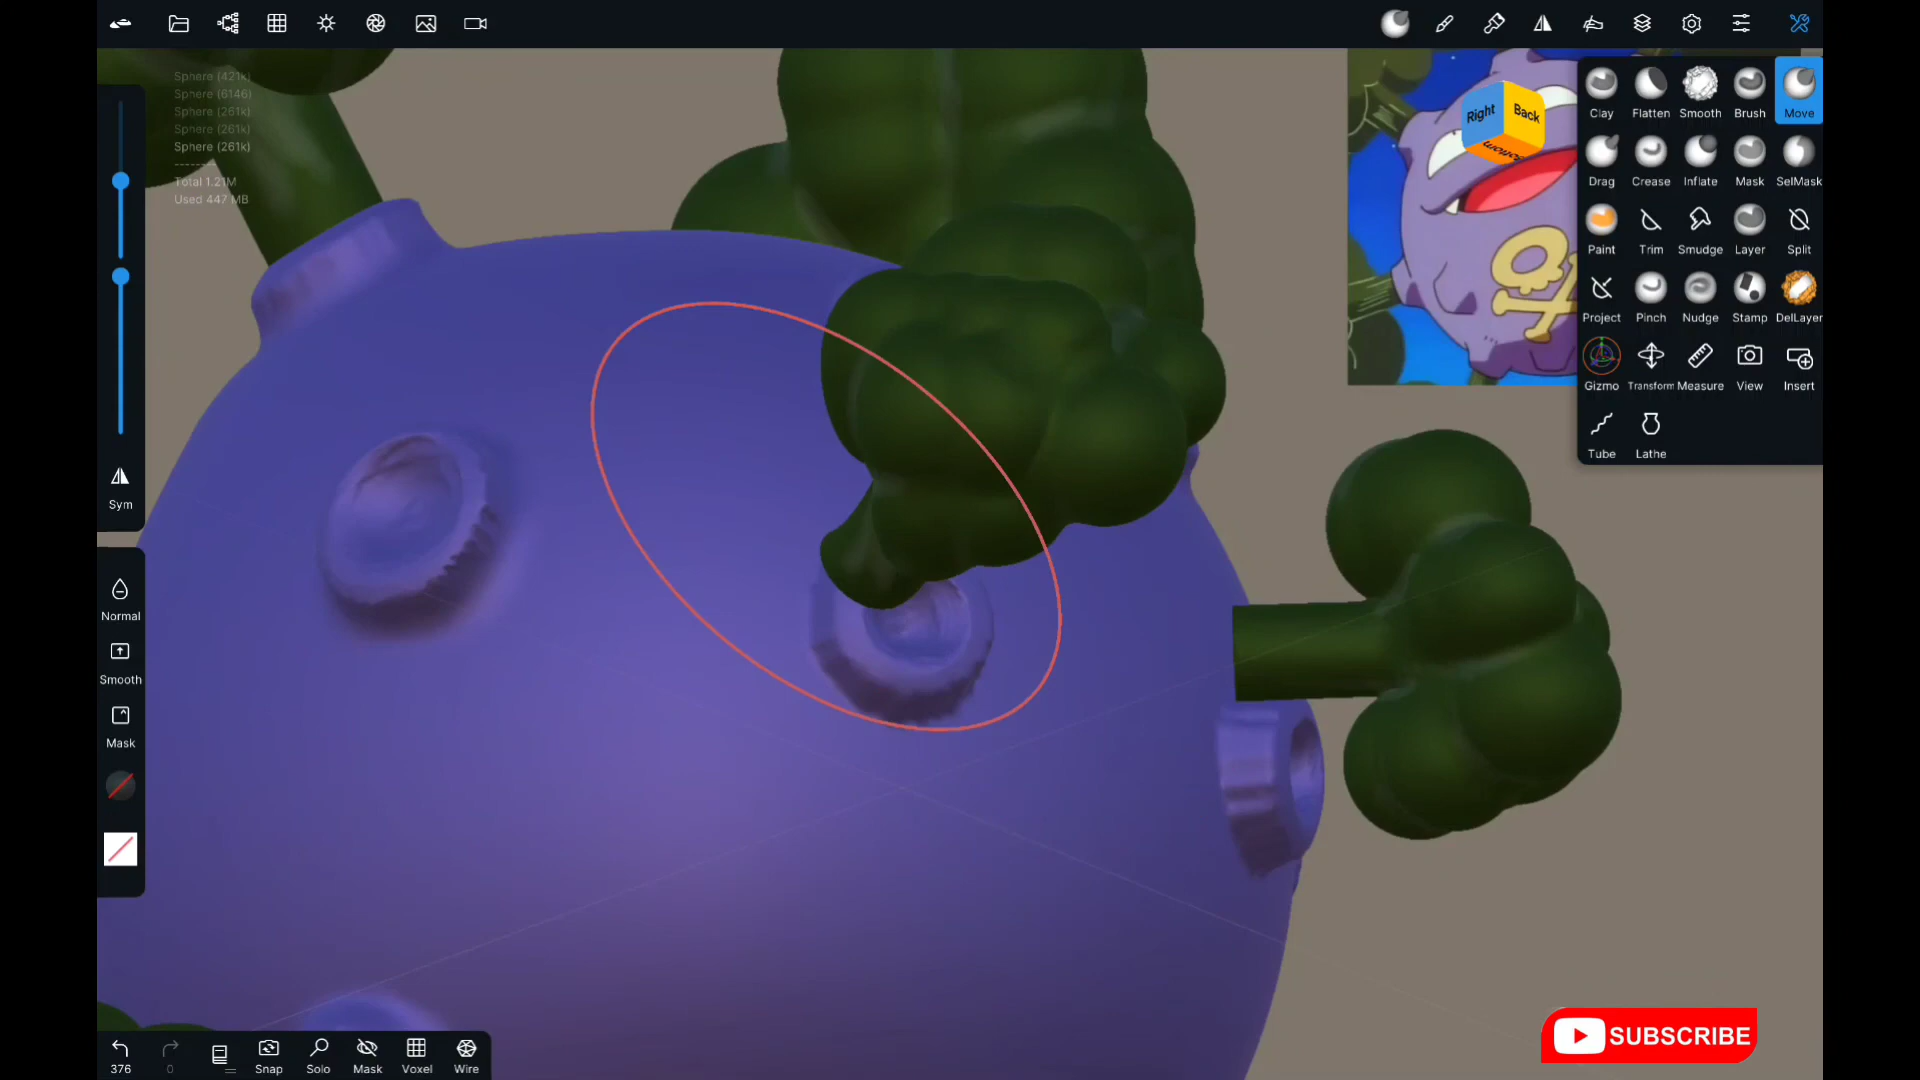 Sphere (421k)
Sphere (6146)
Sphere (261k)
Sphere (261k)
Sphere (261k)
--------
Total 1.21M
Used 447 MB
Right
Back
Bottom
Clay
Flatten
Smooth
Brush
Move
Drag
Crease
Inflate
Mask
SelMask
Paint
Trim
Smudge
Layer
Split
Project
Pinch
Nudge
Stamp
DelLayer
Gizmo
Transform
Measure
View
Insert
Tube
Lathe
Sym
Normal
Smooth
Mask
376
0
Snap
Solo
Mask
Voxel
Wire
SUBSCRIBE